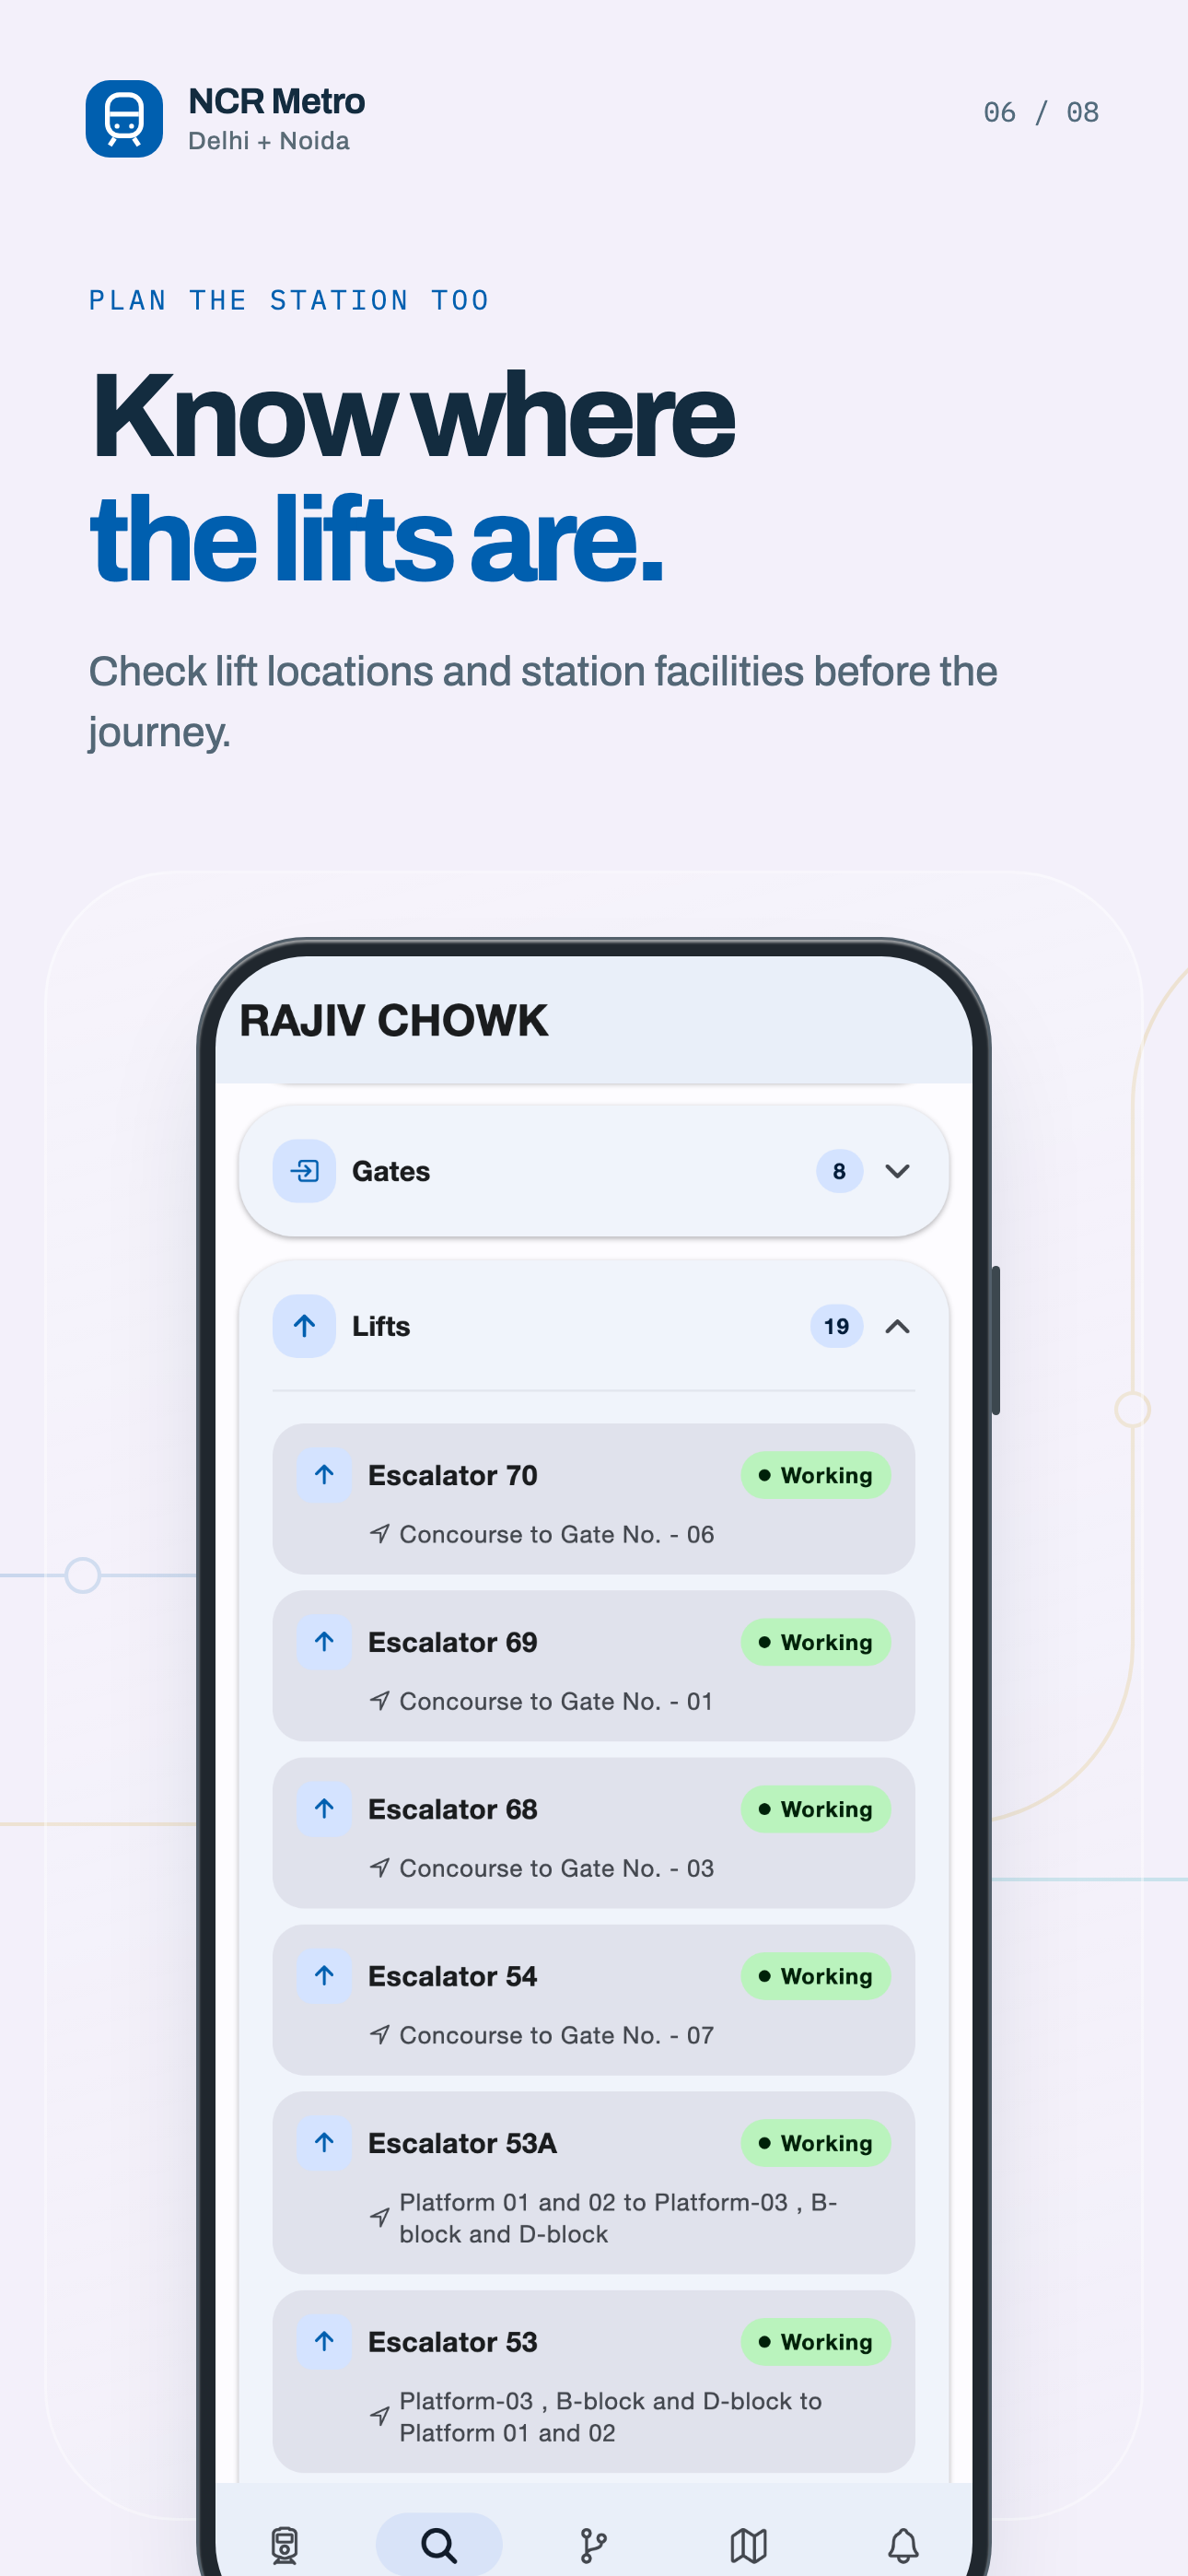 NCR Metro
Delhi + Noida
06 / 08
PLAN THE STATION TOO
Know where
the lifts are.
Check lift locations and station facilities before the
journey.
RAJIV CHOWK
Gates
8
Lifts
19
Escalator 70
Working
Concourse to Gate No. - 06
Escalator 69
Working
Concourse to Gate No. - 01
Escalator 68
Working
Concourse to Gate No. - 03
Escalator 54
Working
Concourse to Gate No. - 07
Escalator 53A
Working
Platform 01 and 02 to Platform-03 , B-
block and D-block
Escalator 53
Working
Platform-03 , B-block and D-block to
Platform 01 and 02